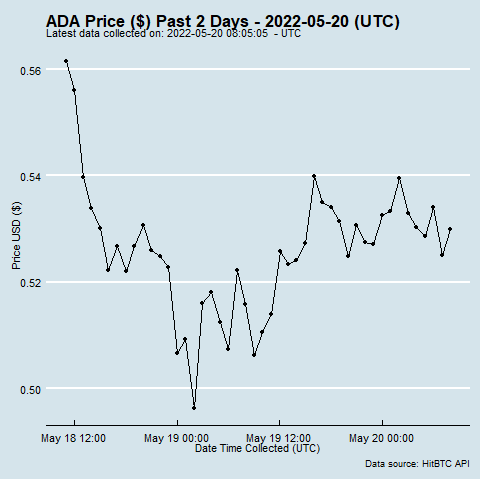 ADA Price ($) Past 2 Days - 2022-05-20 (UTC)
Latest data collected on: 2022-05-20 08:05:05 - UTC
0.56
0.54
0.52
0.50
Price USD ($)
May 18 12:00
May 19 00:00
May 19 12:00
May 20 00:00
Date Time Collected (UTC)
Data source: HitBTC API